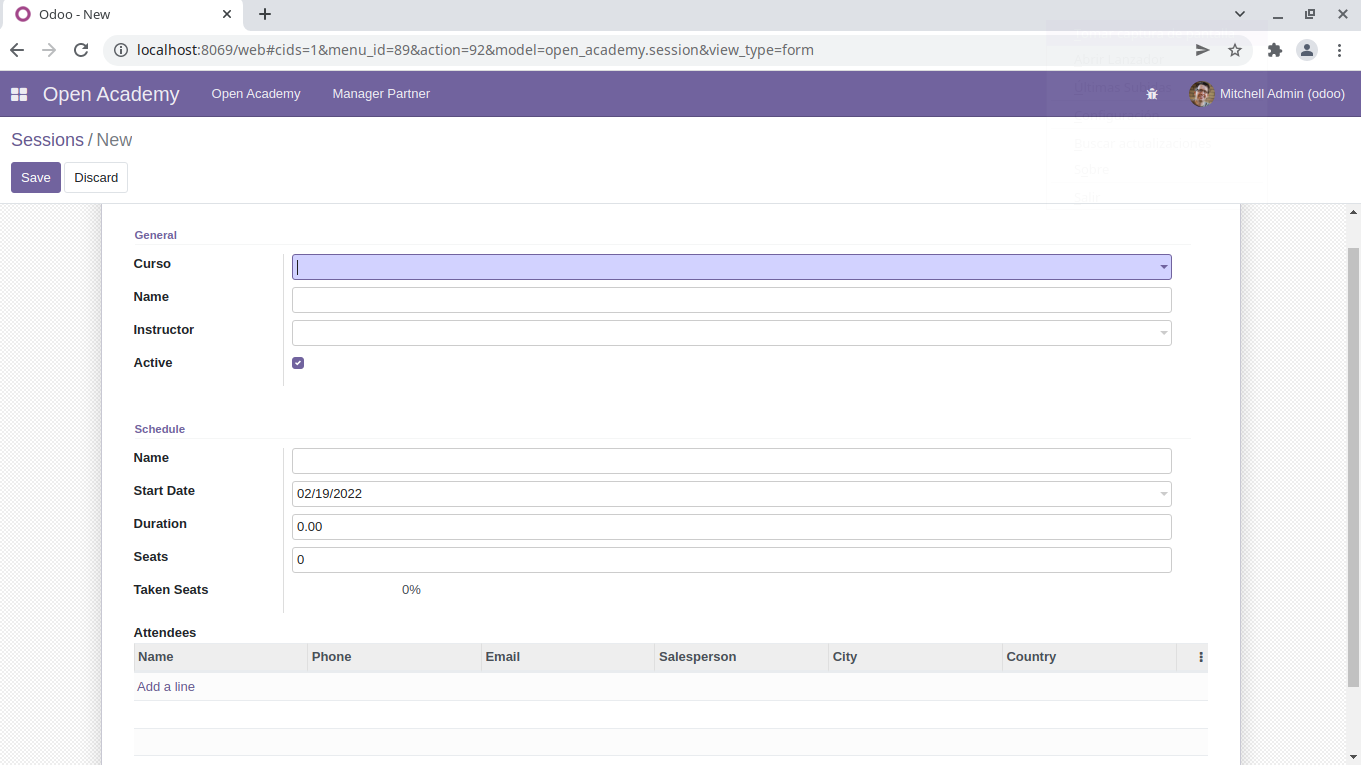 Odoo - New
localhost:8069/web#cids=1&menu_id=89&action=92&model=open_academy.session&view_type=form
Open Academy Open Academy Manager Partner Mitchell Admin (odoo)
Sessions / New
Save Discard
General
Curso
Name
Instructor
Active
Schedule
Name
Start Date 02/19/2022
Duration 0.00
Seats 0
Taken Seats 0%
Attendees
Name Phone Email Salesperson City Country
Add a line